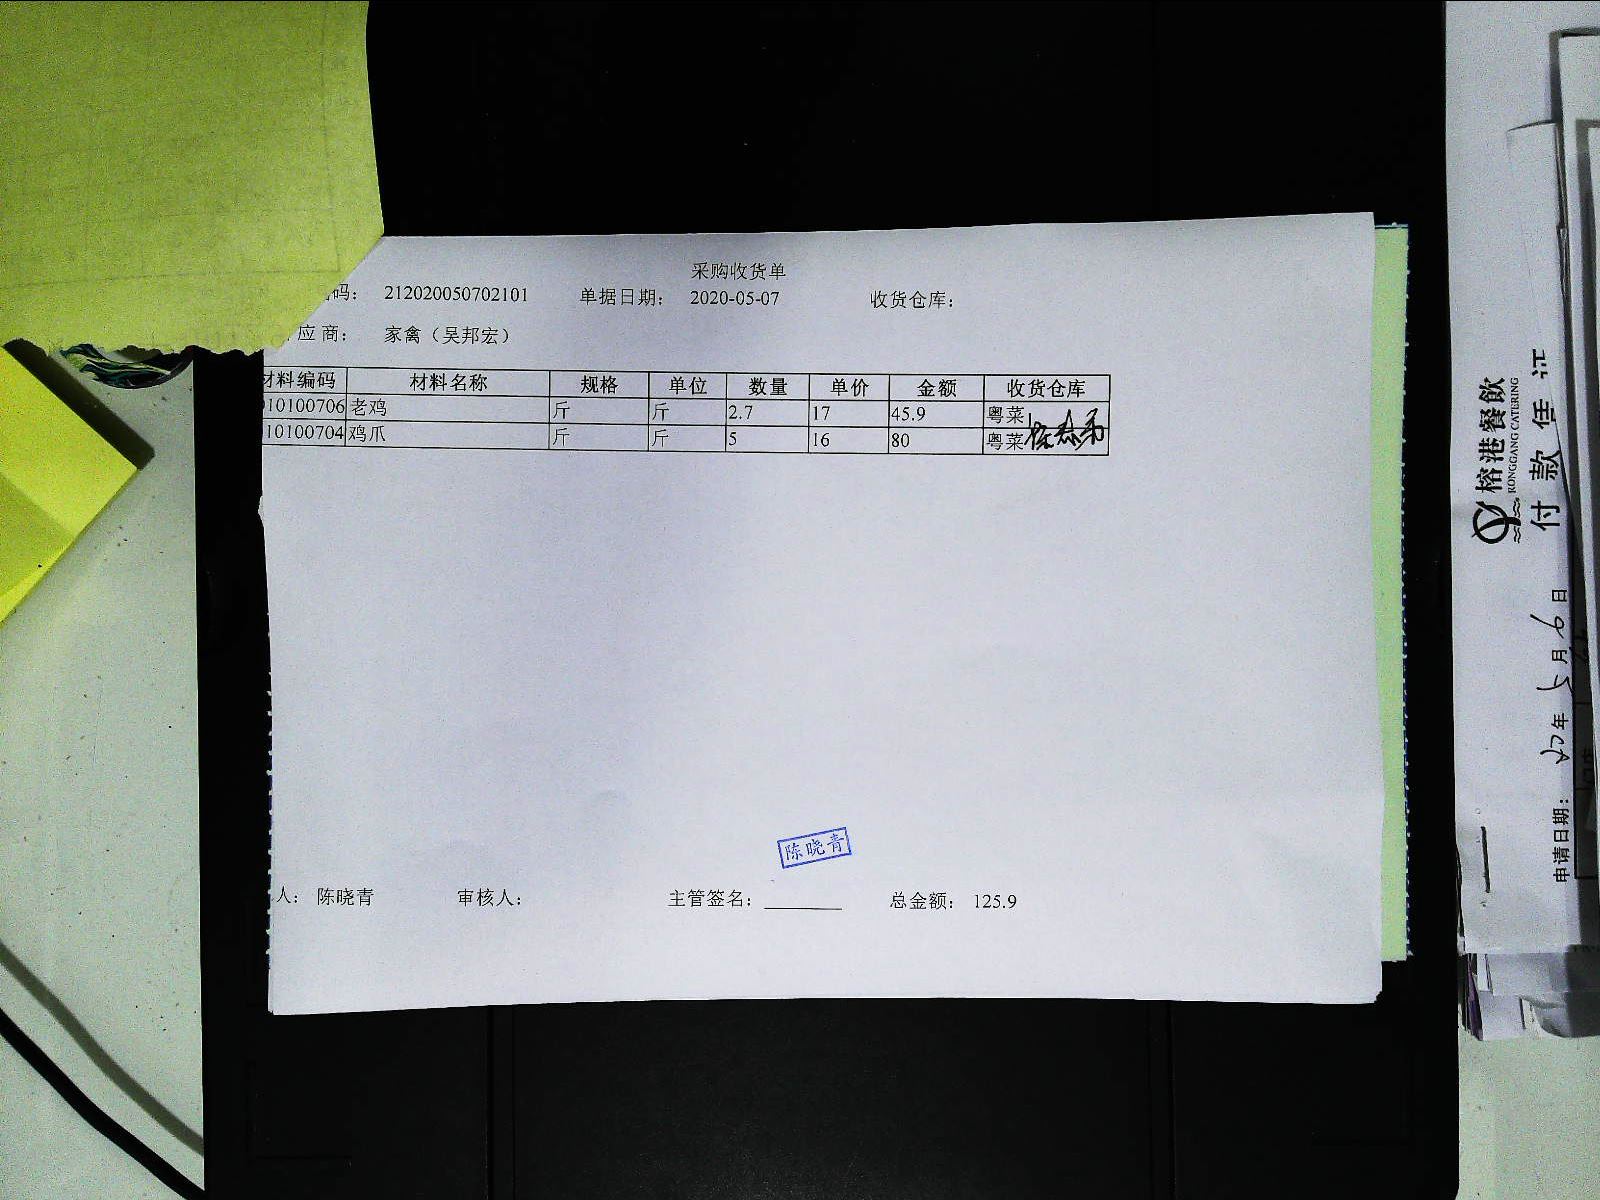 采购收货单
码： 212020050702101 单据日期： 2020-05-07 收货仓库：
应商： 家禽（吴邦宏）
材料编码 材料名称 规格 单位 数量 单价 金额 收货仓库
10100706 老鸡 斤 斤 2.7 17 45.9 粤菜
10100704 鸡爪 斤 斤 5 16 80 粤菜
陈晓青
人： 陈晓青 审核人： 主管签名： 总金额： 125.9
榕港餐飲
RONGGANG CATERING
付款凭证
申请日期： 年5月9日